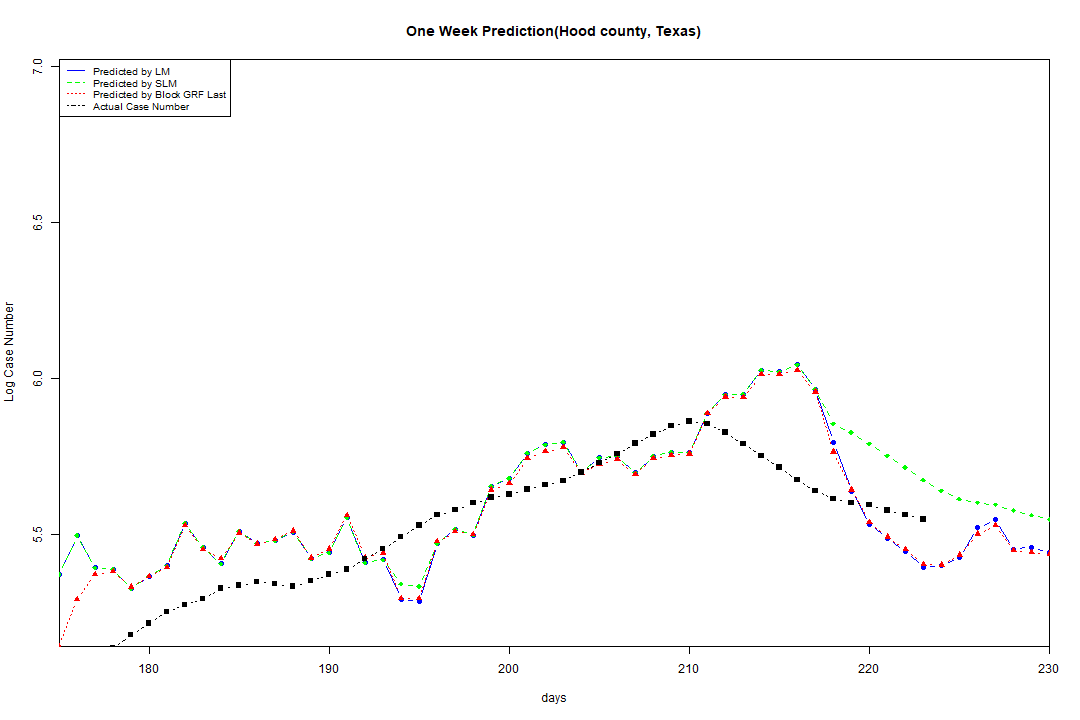 One Week Prediction(Hood county, Texas)
Predicted by LM
Predicted by SLM
Predicted by Block GRF Last
Actual Case Number
7.0
6.5
6.0
5.5
Log Case Number
180 190 200 210 220 230
days